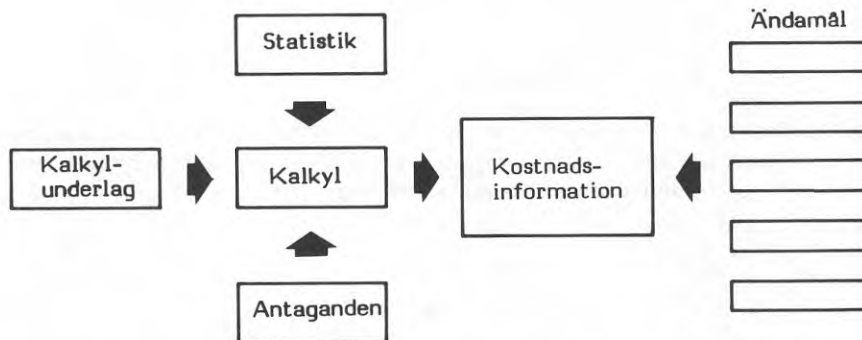 Ändamål
Statistik
Kalkyl-
underlag
Kalkyl
Kostnads-
information
Antaganden